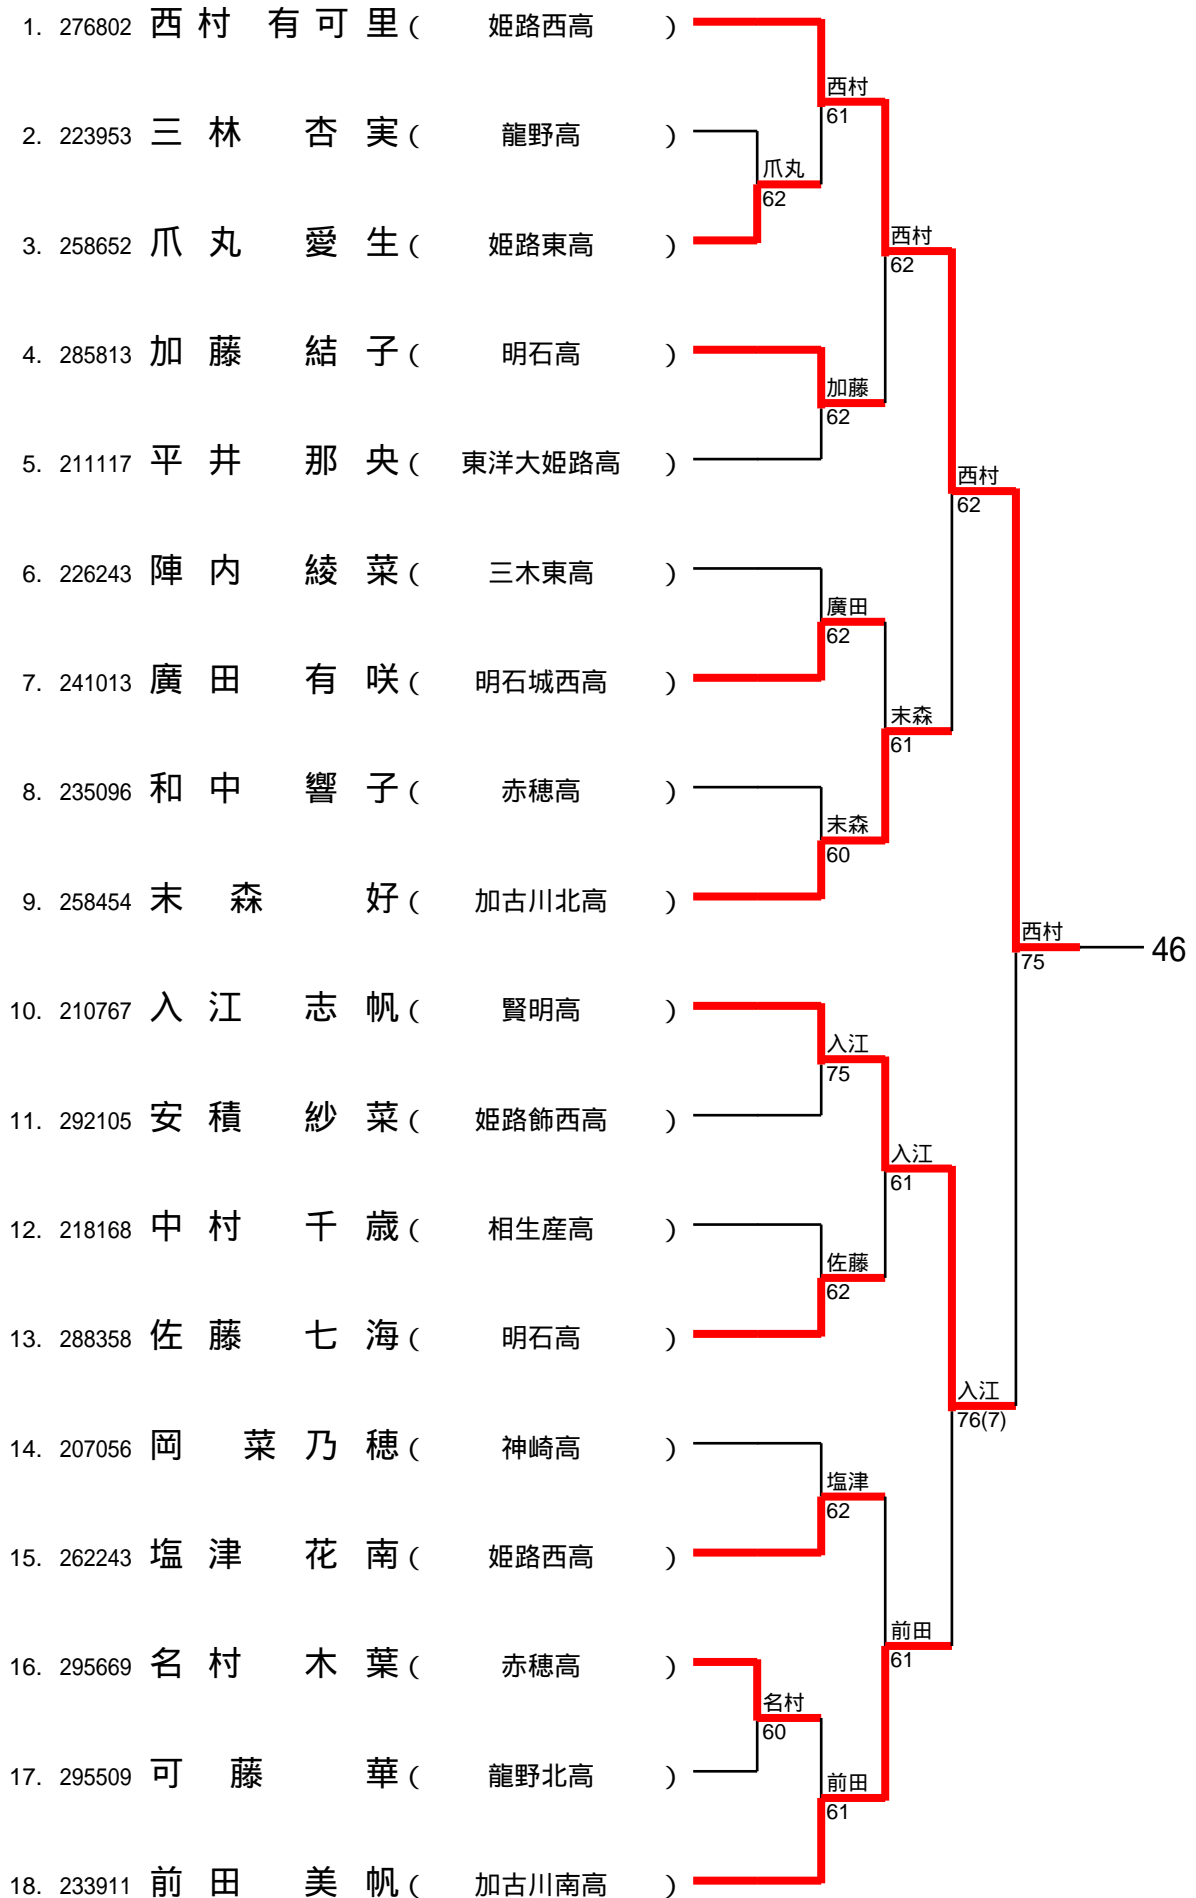 1. 276802 西村 有可里 ( 姫路西高 )
西村
61
2. 223953 三林 杏実 ( 龍野高 )
爪丸
62
3. 258652 爪丸 愛生 ( 姫路東高 )
西村
62
4. 285813 加藤 結子 ( 明石高 )
加藤
62
5. 211117 平井 那央 ( 東洋大姫路高 )
西村
62
6. 226243 陣内 綾菜 ( 三木東高 )
廣田
62
7. 241013 廣田 有咲 ( 明石城西高 )
末森
61
8. 235096 和中 響子 ( 赤穂高 )
末森
60
9. 258454 末森 好 ( 加古川北高 )
西村
75
46
10. 210767 入江 志帆 ( 賢明高 )
入江
75
11. 292105 安積 紗菜 ( 姫路飾西高 )
入江
61
12. 218168 中村 千歳 ( 相生産高 )
佐藤
62
13. 288358 佐藤 七海 ( 明石高 )
入江
76(7)
14. 207056 岡 菜乃穂 ( 神崎高 )
塩津
62
15. 262243 塩津 花南 ( 姫路西高 )
前田
61
16. 295669 名村 木葉 ( 赤穂高 )
名村
60
17. 295509 可藤 華 ( 龍野北高 )
前田
61
18. 233911 前田 美帆 ( 加古川南高 )